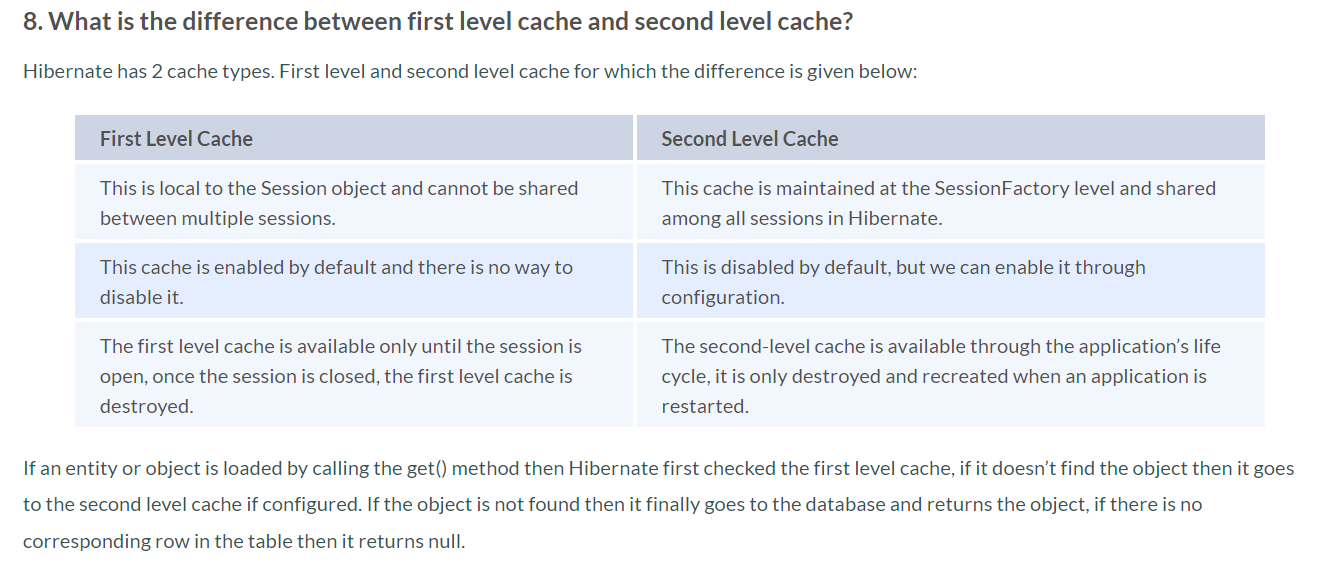 8. What is the difference between first level cache and second level cache?
Hibernate has 2 cache types. First level and second level cache for which the difference is given below:
First Level Cache
Second Level Cache
This is local to the Session object and cannot be shared
between multiple sessions.
This cache is maintained at the SessionFactory level and shared
among all sessions in Hibernate.
This cache is enabled by default and there is no way to
disable it.
This is disabled by default, but we can enable it through
configuration.
The first level cache is available only until the session is
open, once the session is closed, the first level cache is
destroyed.
The second-level cache is available through the application’s life
cycle, it is only destroyed and recreated when an application is
restarted.
If an entity or object is loaded by calling the get() method then Hibernate first checked the first level cache, if it doesn’t find the object then it goes
to the second level cache if configured. If the object is not found then it finally goes to the database and returns the object, if there is no
corresponding row in the table then it returns null.